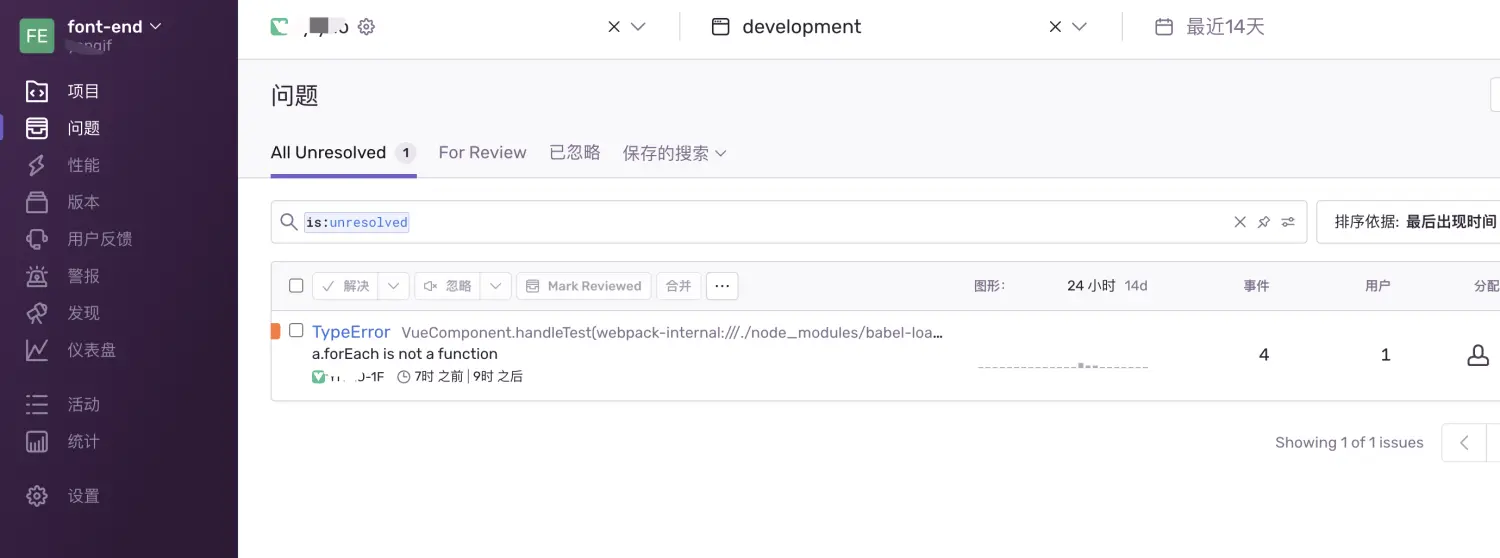 FE font-end
项目
问题
性能
版本
用户反馈
警报
发现
仪表盘
活动
统计
设置
development 最近14天
问题
All Unresolved 1 For Review 已忽略 保存的搜索
is:unresolved 排序依据: 最后出现时间
解决 忽略 Mark Reviewed 合并 ... 图形: 24 小时 14d 事件 用户 分配
TypeError VueComponent.handleTest(webpack-internal:///./node_modules/babel-loa... 4 1
a.forEach is not a function
-1F 7时 之前 | 9时 之后
Showing 1 of 1 issues